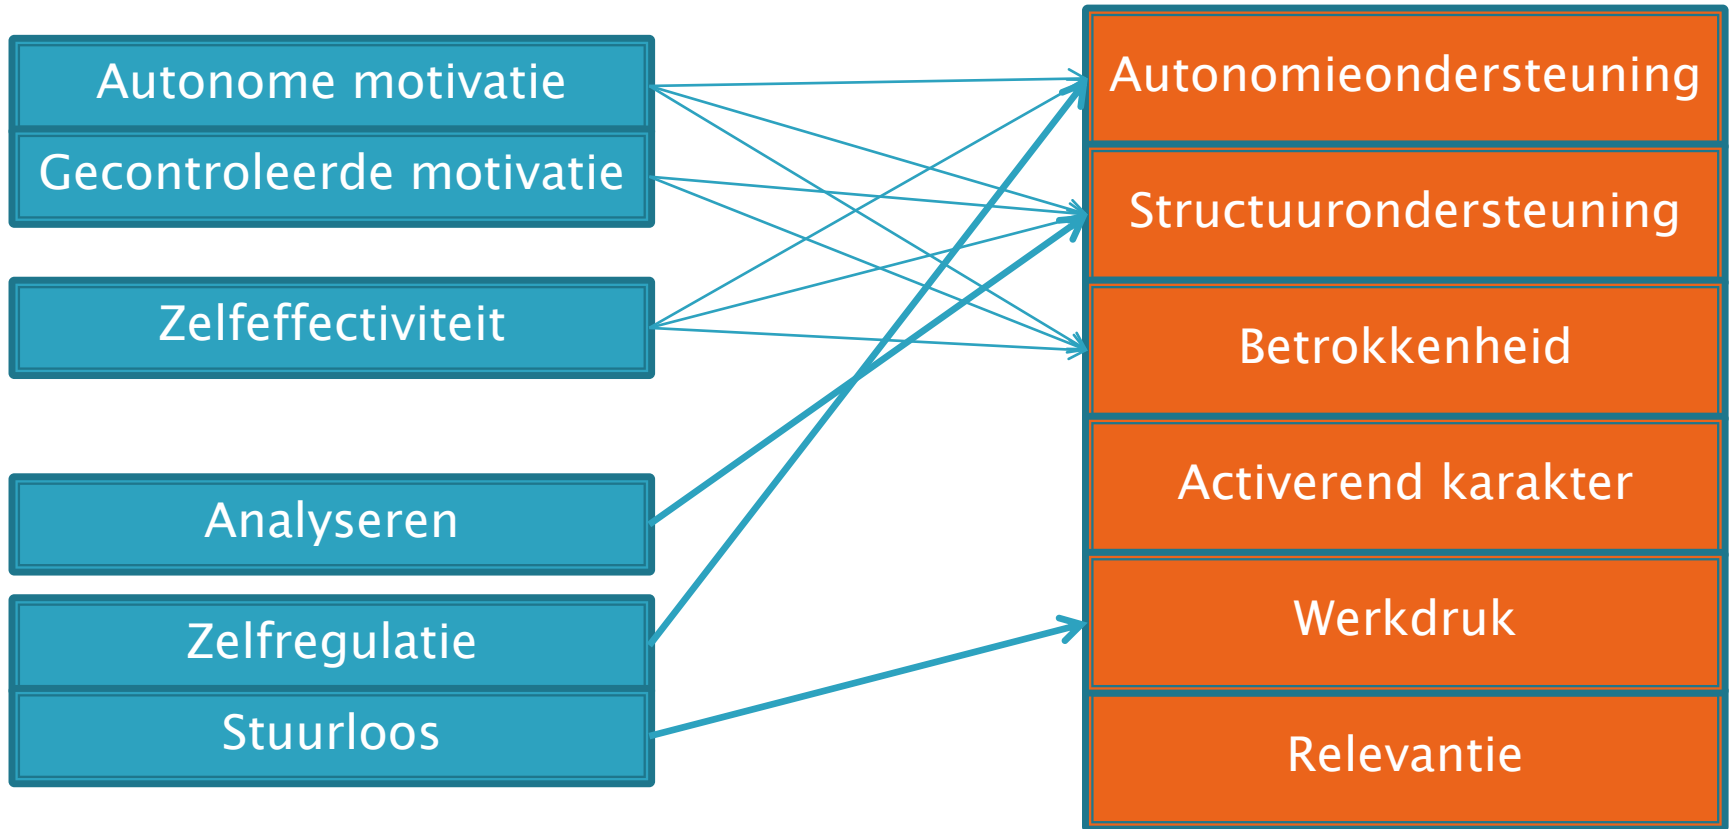 Autonome motivatie
Gecontroleerde motivatie
Zelfeffectiviteit
Analyseren
Zelfregulatie
Stuurloos
Autonomieondersteuning
Structuurondersteuning
Betrokkenheid
Activerend karakter
Werkdruk
Relevantie